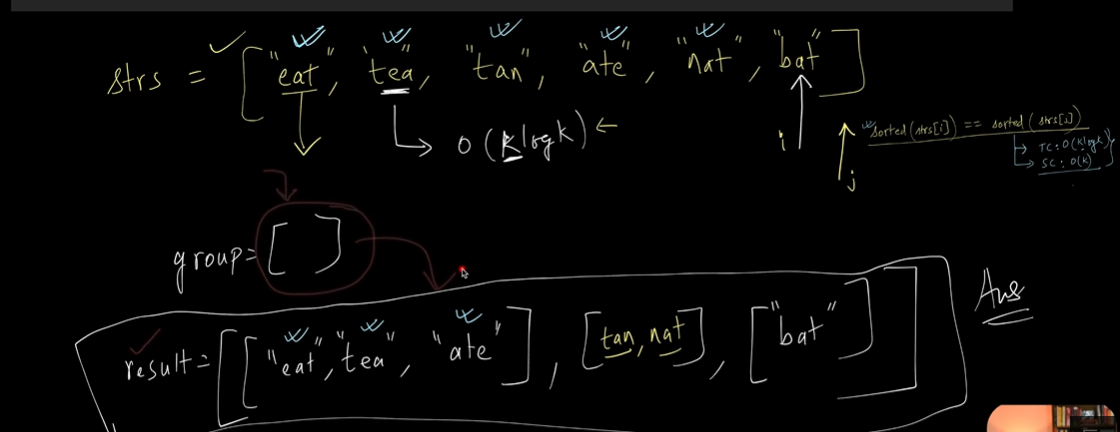 strs = ["eat", "tea", "tan", "ate", "nat", "bat"]
O(klogk) ←
i
j
sorted(strs[i]) == sorted(strs[j])
→ TC: O(klogk)
→ SC: O(k)
group= [ ]
result= [["eat", "tea", "ate"], [tan, nat], ["bat"]]
Ans